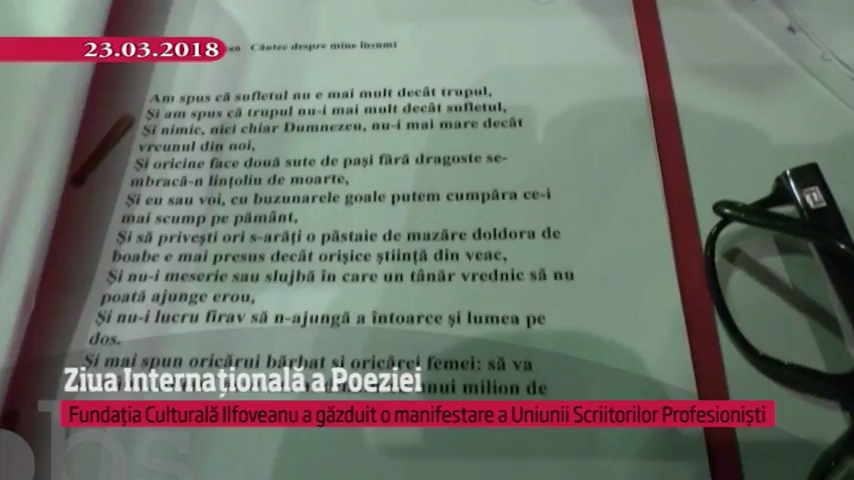 23.03.2018
Cântec despre mine însumi
Am spus că sufletul nu e mai mult decât trupul,
Și am spus că trupul nu-i mai mult decât sufletul,
Și nimic, nici chiar Dumnezeu, nu-i mai mare decât
vreunul din noi,
Și oricine face două sute de pași fără dragoste se-
mbracă-n lințoliu de moarte,
Și eu sau voi, cu buzunarele goale putem cumpăra ce-i
mai scump pe pământ,
Și să privești ori s-arăți o păstaie de mazăre doldora de
boabe e mai presus decât orișice știință din veac,
Și nu-i meserie sau slujbă în care un tânăr vrednic să nu
poată ajunge erou,
Și nu-i lucru firav să n-ajungă a întoarce și lumea pe
dos.
Și mai spun oricărui bărbat și oricărei femei: să va
unui milion de
Ziua Internațională a Poeziei
Fundația Culturală Ilfoveanu a găzduit o manifestare a Uniunii Scriitorilor Profesioniști